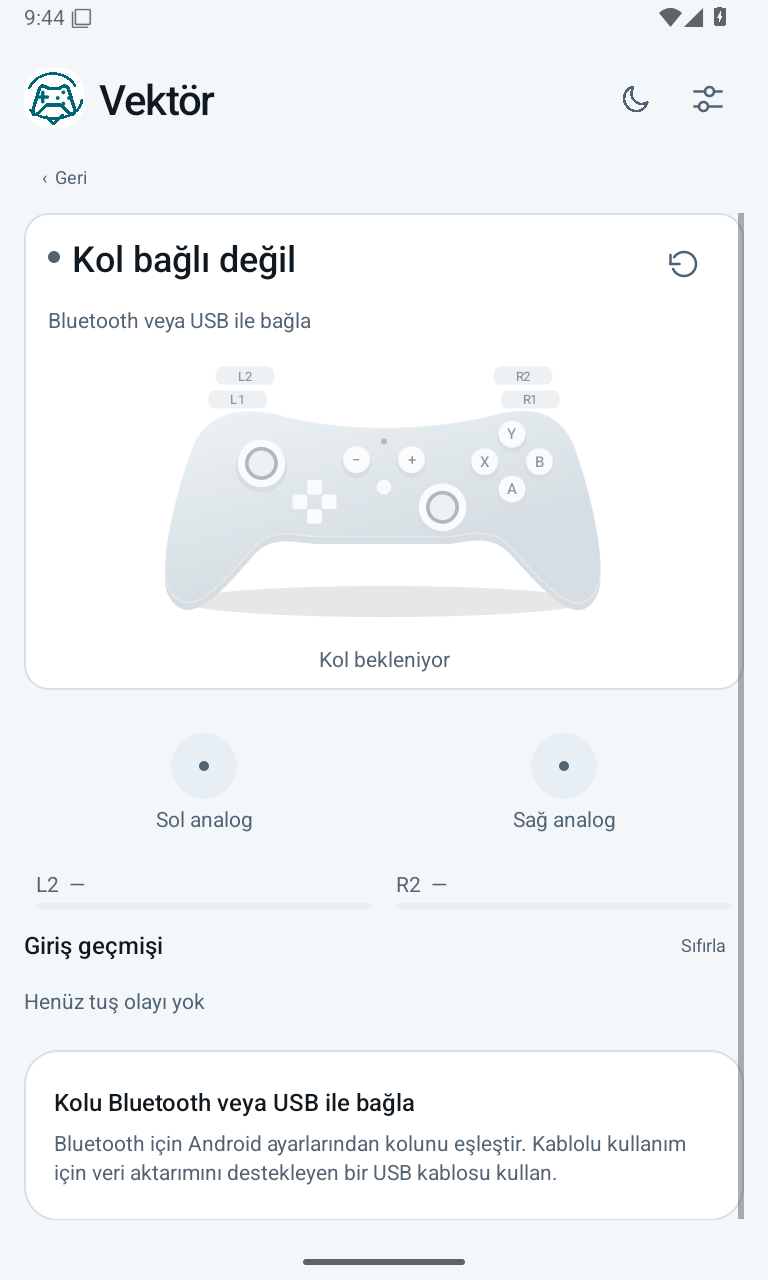 9:44
Vektör
‹ Geri
Kol bağlı değil
Bluetooth veya USB ile bağla
L2
R2
L1
R1
Y
X
B
A
−
+
Kol bekleniyor
Sol analog
Sağ analog
L2 —
R2 —
Giriş geçmişi
Sıfırla
Henüz tuş olayı yok
Kolu Bluetooth veya USB ile bağla
Bluetooth için Android ayarlarından kolunu eşleştir. Kablolu kullanım
için veri aktarımını destekleyen bir USB kablosu kullan.